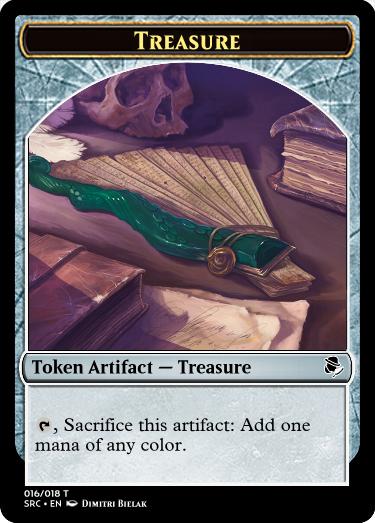 TREASURE
Token Artifact — Treasure
, Sacrifice this artifact: Add one
mana of any color.
016/018 T
SRC • EN DIMITRI BIELAK